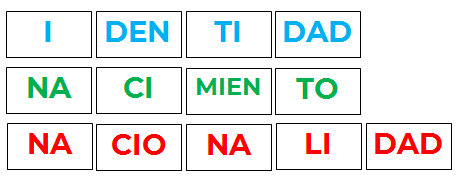 I DEN TI DAD
NA CI MIEN TO
NA CIO NA LI DAD